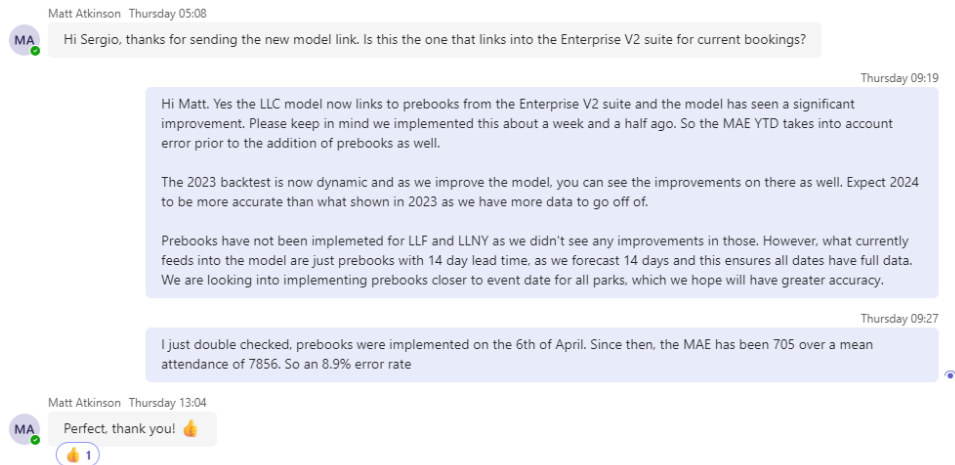 Matt Atkinson Thursday 05:08
MA
Hi Sergio, thanks for sending the new model link. Is this the one that links into the Enterprise V2 suite for current bookings?
Thursday 09:19
Hi Matt. Yes the LLC model now links to prebooks from the Enterprise V2 suite and the model has seen a significant
improvement. Please keep in mind we implemented this about a week and a half ago. So the MAE YTD takes into account
error prior to the addition of prebooks as well.
The 2023 backtest is now dynamic and as we improve the model, you can see the improvements on there as well. Expect 2024
to be more accurate than what shown in 2023 as we have more data to go off of.
Prebooks have not been implemeted for LLF and LLNY as we didn't see any improvements in those. However, what currently
feeds into the model are just prebooks with 14 day lead time, as we forecast 14 days and this ensures all dates have full data.
We are looking into implementing prebooks closer to event date for all parks, which we hope will have greater accuracy.
Thursday 09:27
I just double checked, prebooks were implemented on the 6th of April. Since then, the MAE has been 705 over a mean
attendance of 7856. So an 8.9% error rate
Matt Atkinson Thursday 13:04
MA
Perfect, thank you! 👍
👍 1